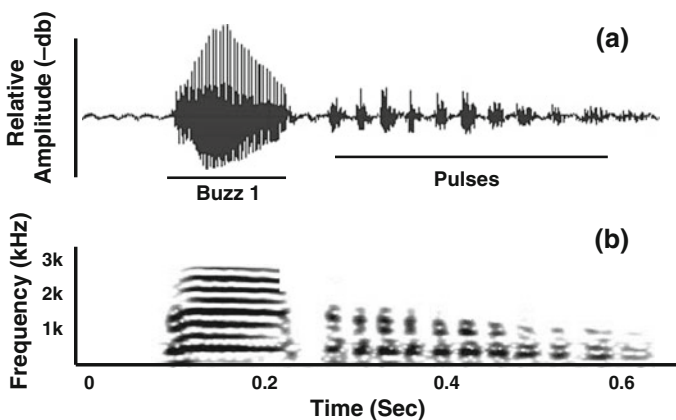 (a)
Relative
Amplitude (–db)
Buzz 1
Pulses
(b)
Frequency (kHz)
3k
2k
1k
0
0.2
0.4
0.6
Time (Sec)